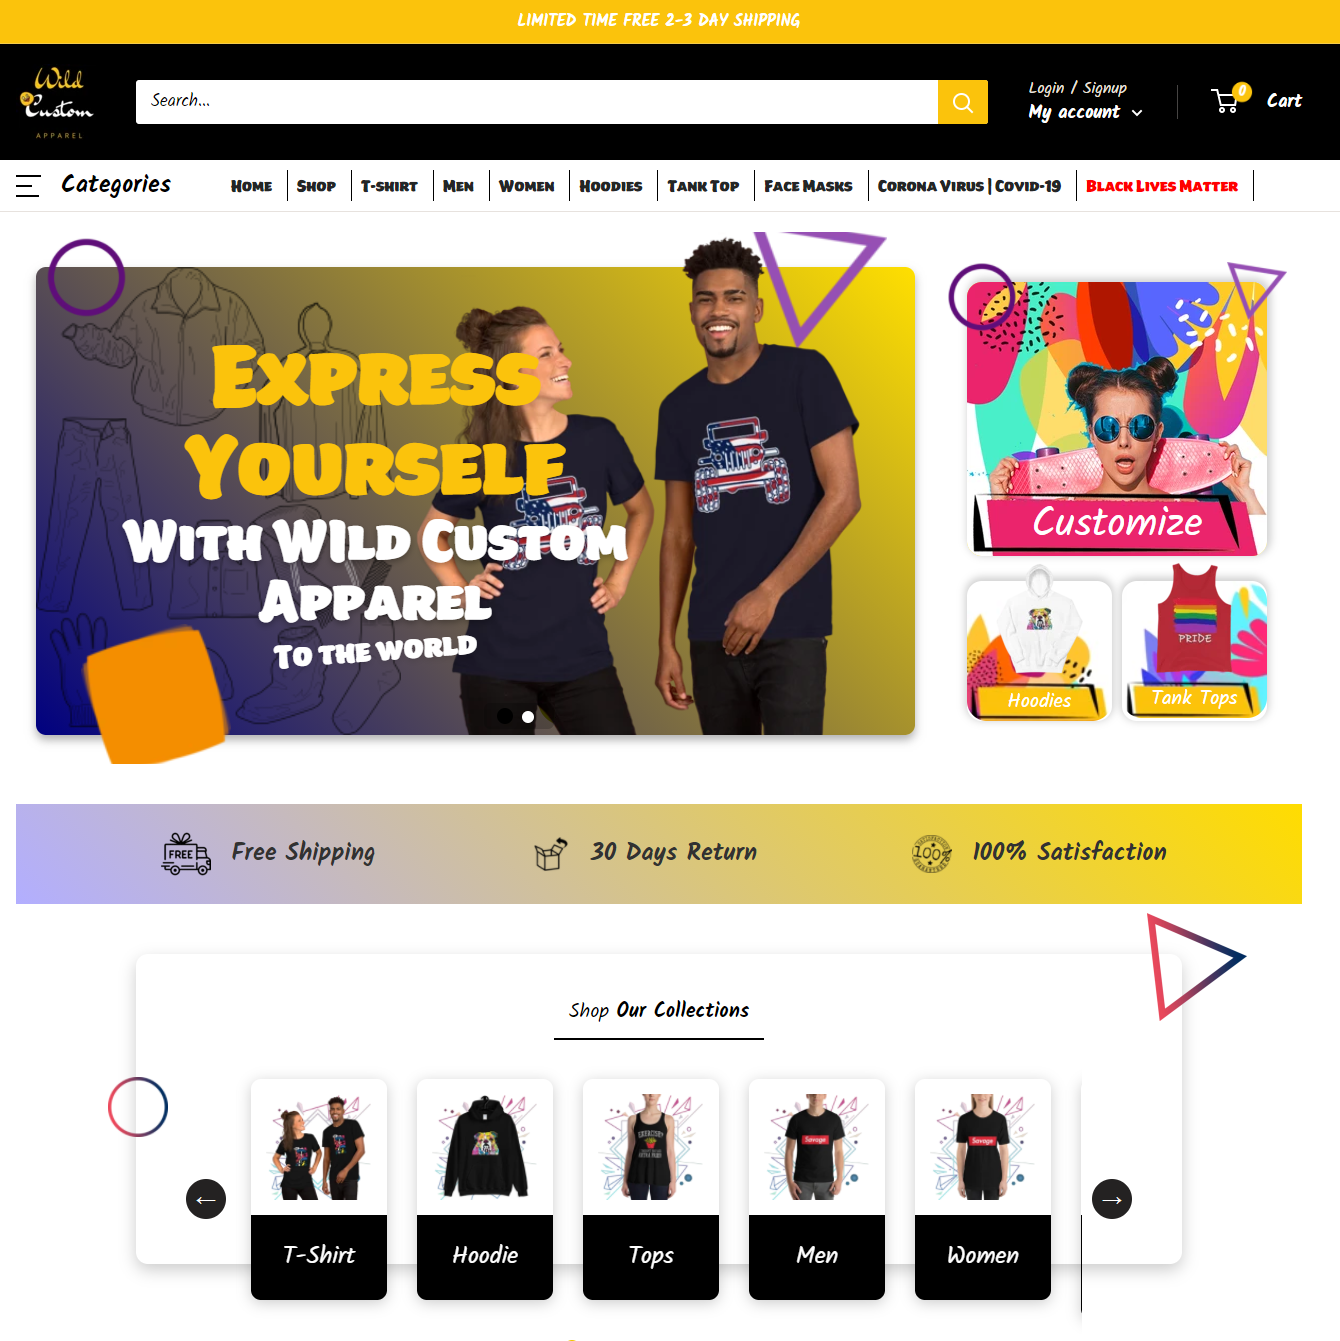 LIMITED TIME FREE 2-3 DAY SHIPPING
Wild
Custom
APPAREL
Search...
Login / Signup
My account
0
Cart
Categories
Home
Shop
T-shirt
Men
Women
Hoodies
Tank Top
Face Masks
Corona Virus | Covid-19
Black Lives Matter
Express
Yourself
With Wild Custom
Apparel
To the world
Customize
PRIDE
Hoodies
Tank Tops
FREE
Free Shipping
30 Days Return
100%
100% Satisfaction
Shop Our Collections
Savage
Savage
T-Shirt
Hoodie
Tops
Men
Women